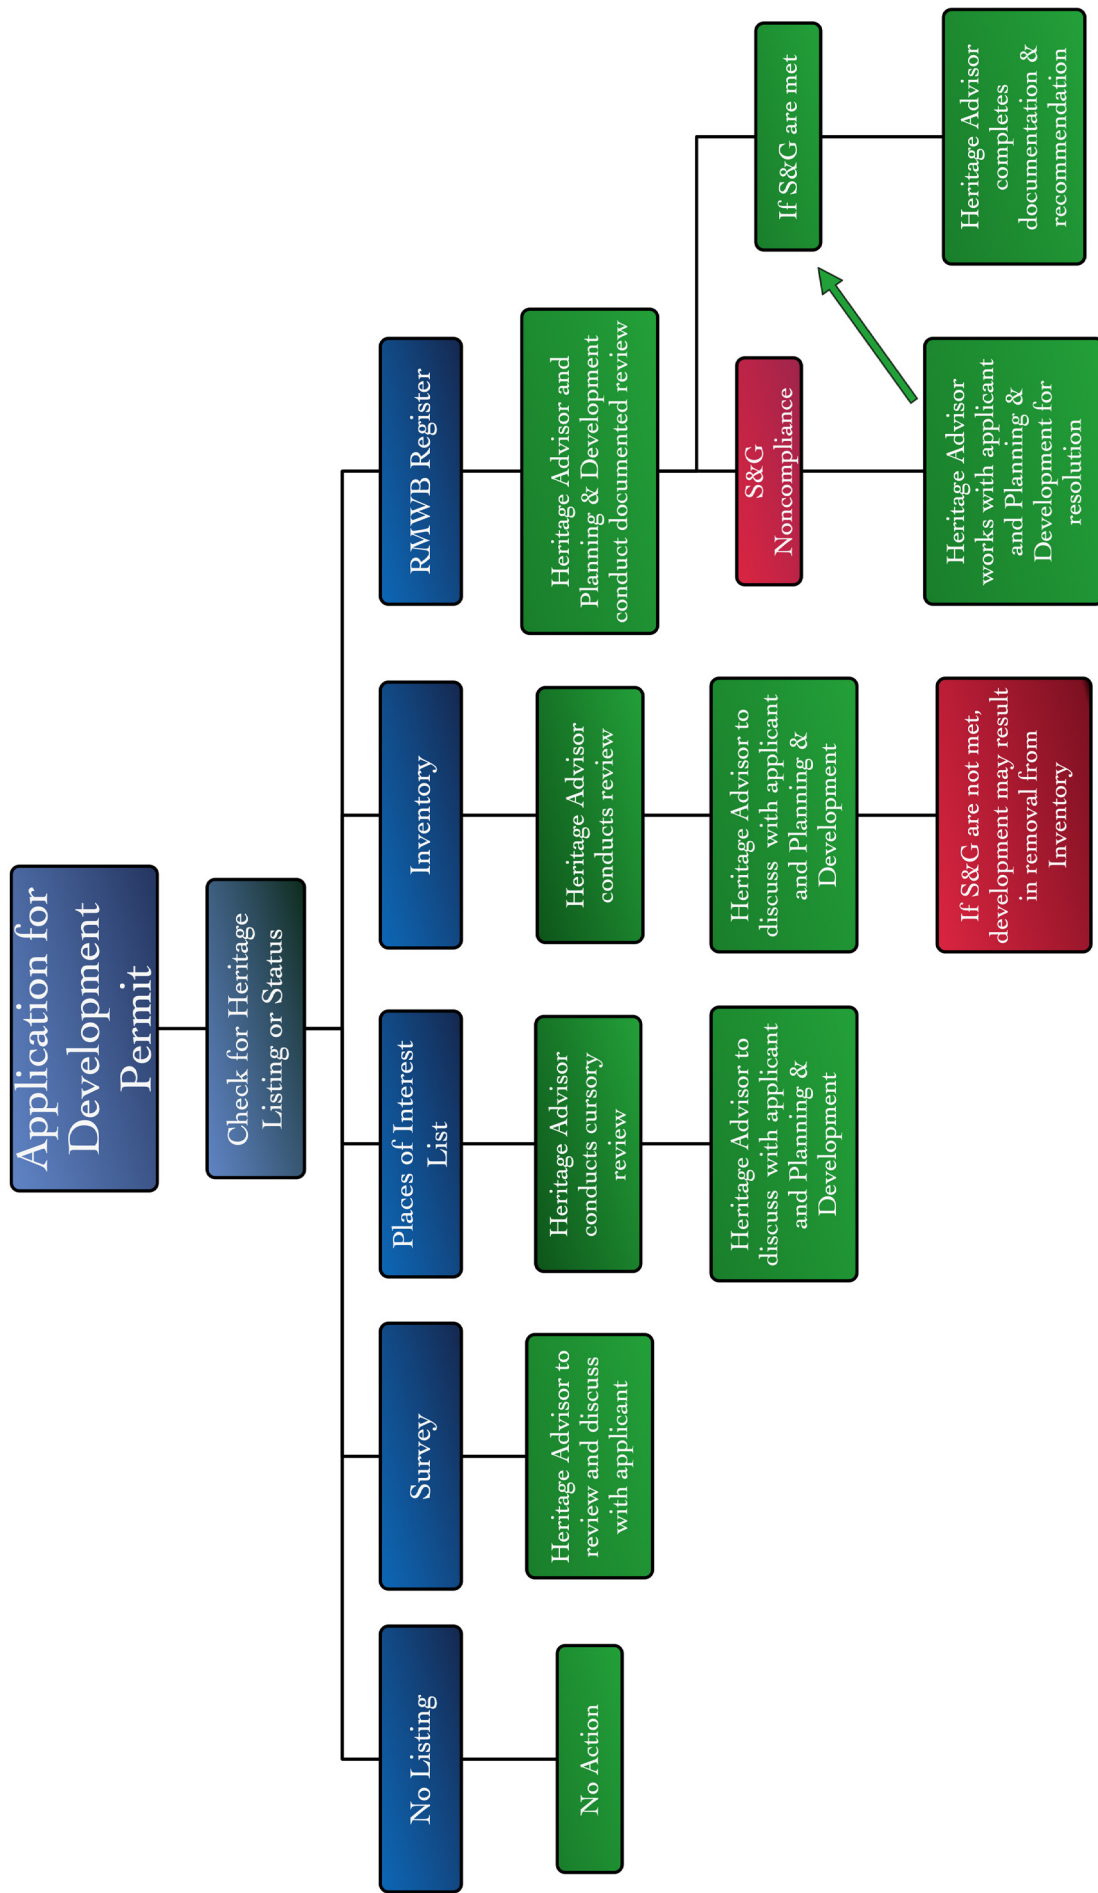 Application for
Development
Permit
Check for Heritage
Listing or Status
No Listing
No Action
Survey
Heritage Advisor to
review and discuss
with applicant
Places of Interest
List
Heritage Advisor
conducts cursory
review
Heritage Advisor to
discuss with applicant
and Planning &
Development
Inventory
Heritage Advisor
conducts review
Heritage Advisor to
discuss with applicant
and Planning &
Development
If S&G are not met,
development may result
in removal from
Inventory
RMWB Register
Heritage Advisor and
Planning & Development
conduct documented review
S&G
Noncompliance
Heritage Advisor
works with applicant
and Planning &
Development for
resolution
If S&G are met
Heritage Advisor
completes
documentation &
recommendation